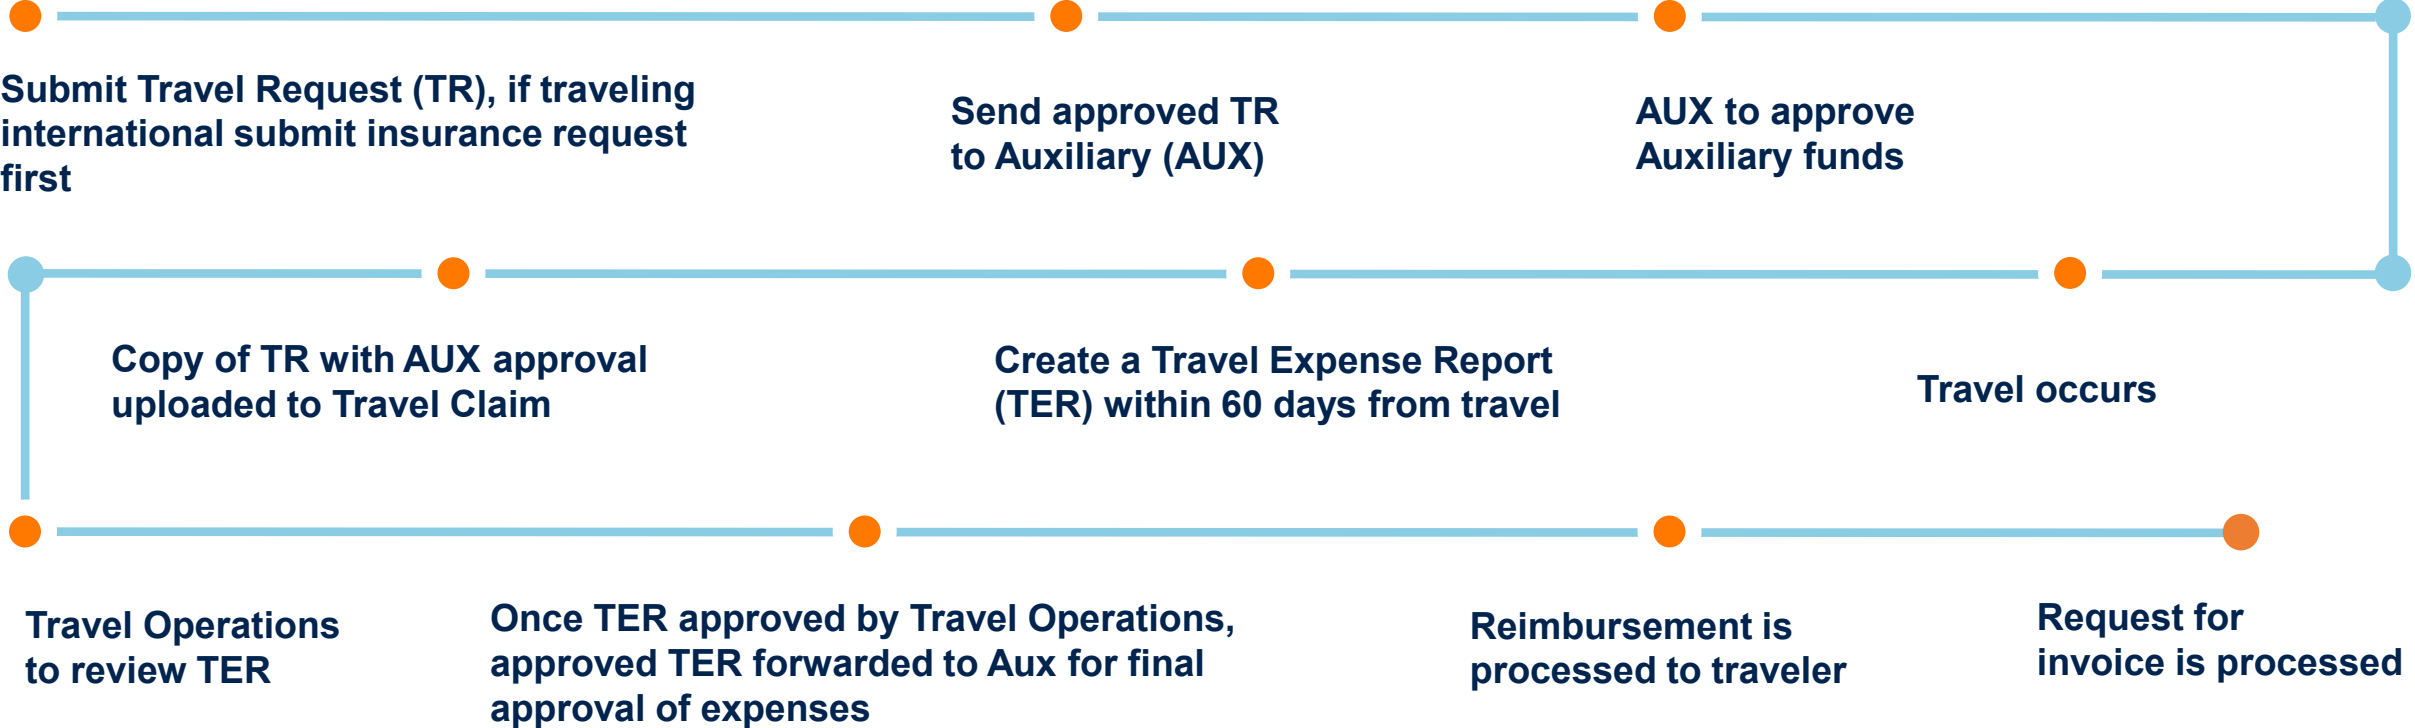 Submit Travel Request (TR), if traveling
international submit insurance request
first
Send approved TR
to Auxiliary (AUX)
AUX to approve
Auxiliary funds
Copy of TR with AUX approval
uploaded to Travel Claim
Create a Travel Expense Report
(TER) within 60 days from travel
Travel occurs
Travel Operations
to review TER
Once TER approved by Travel Operations,
approved TER forwarded to Aux for final
approval of expenses
Reimbursement is
processed to traveler
Request for
invoice is processed